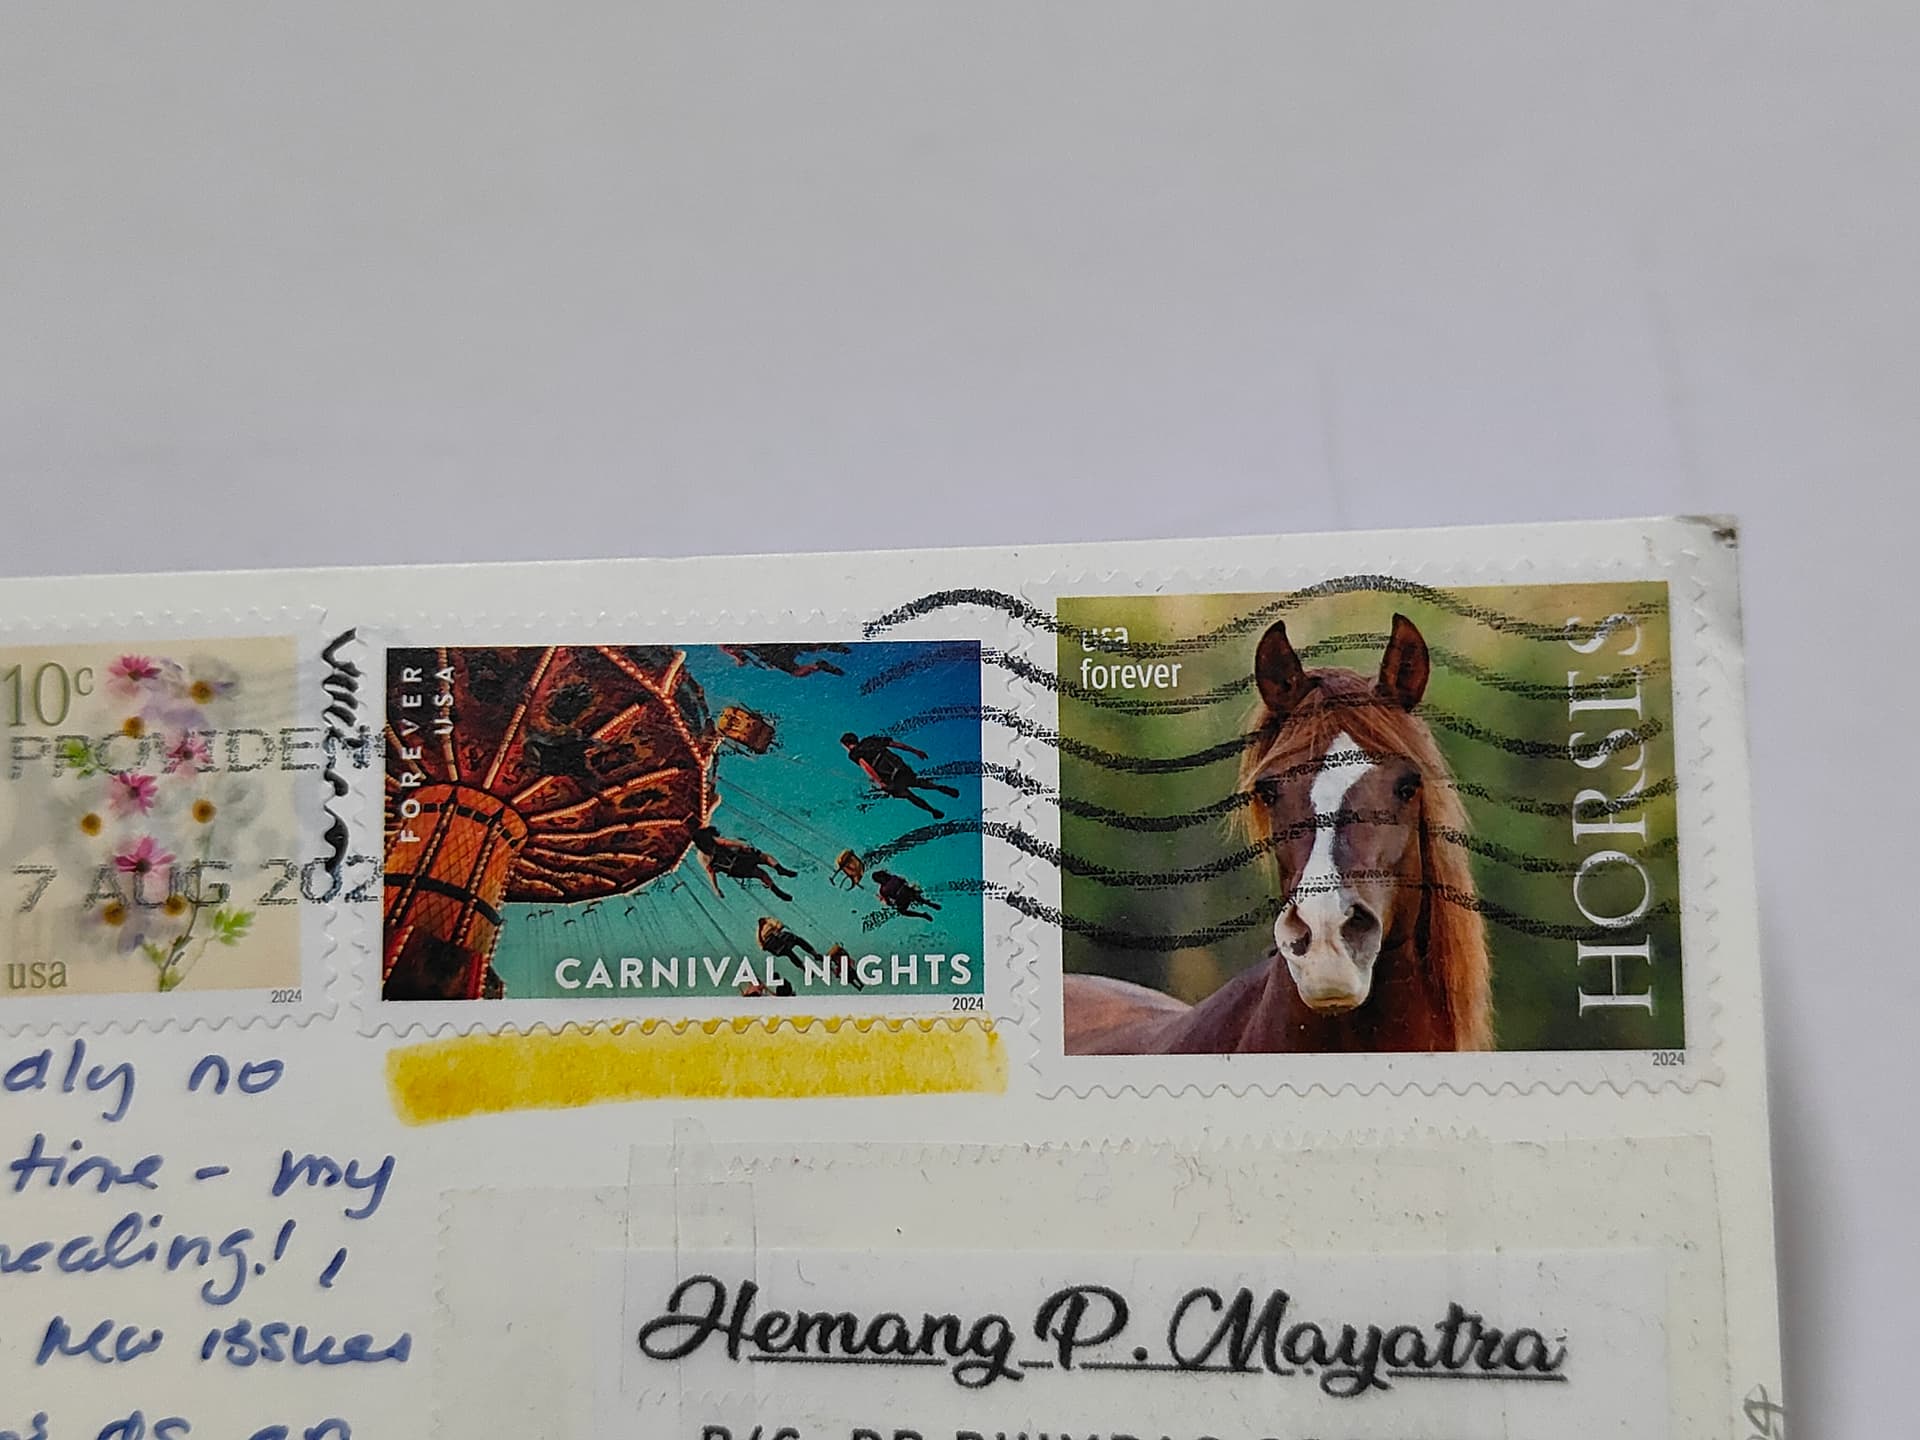 10c
PROVIDE
7 AUG 202
usa
2024
FOREVER
USA
CARNIVAL NIGHTS
2024
usa
forever
HORSES
2024
dly no
time - my
healing!
new issues
Hemang P. Mayatra